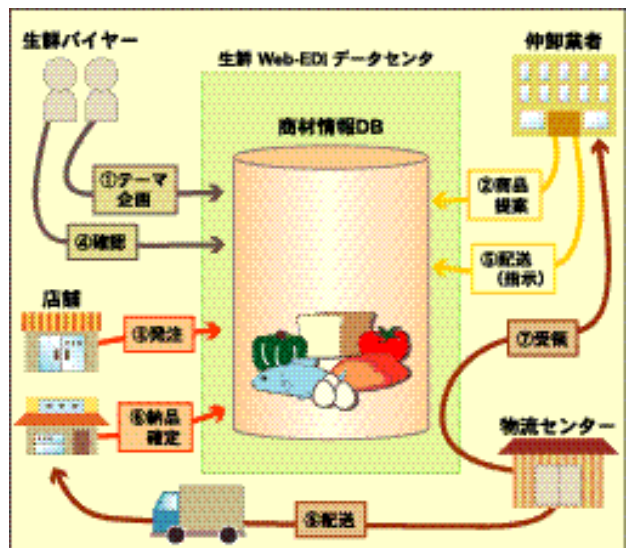 生鮮バイヤー
生鮮 Web-EDI データセンタ
仲卸業者
商材情報DB
①テーマ
企画
②商品
提案
④確認
⑤配送
(指示)
店舗
③発注
⑦受領
⑥納品
確定
物流センター
⑧配送